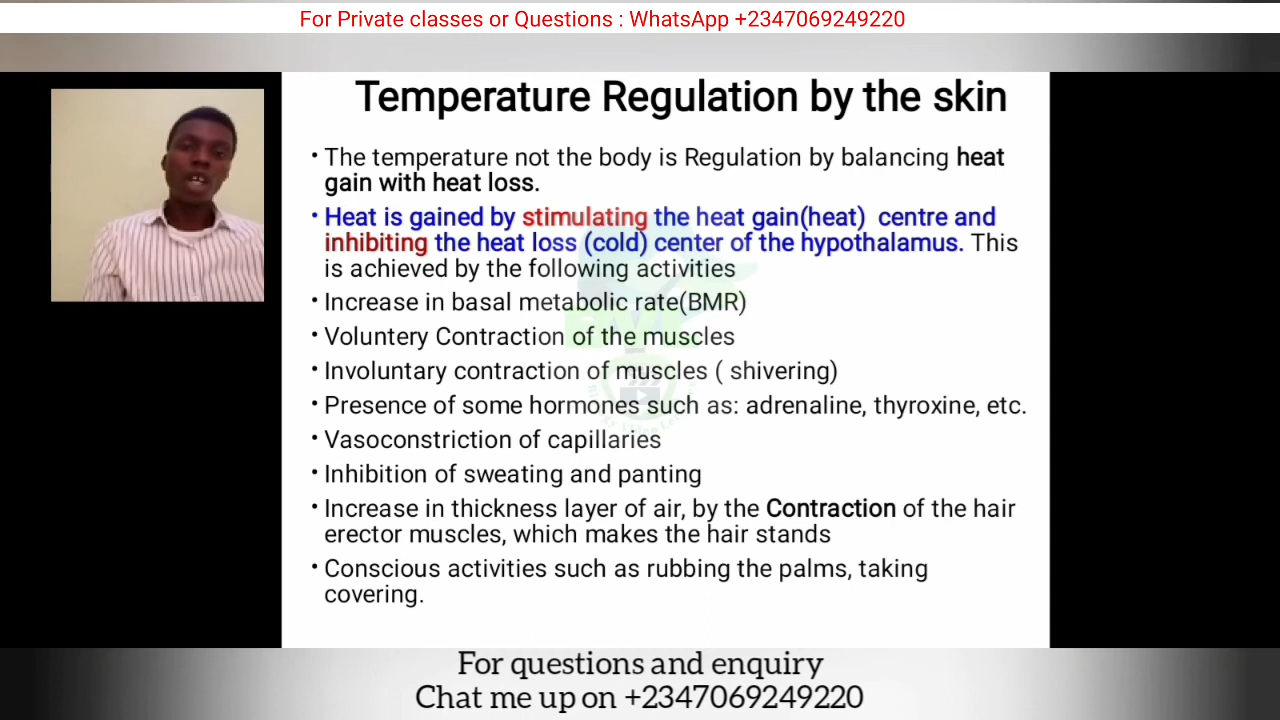 For Private classes or Questions : WhatsApp +2347069249220
Temperature Regulation by the skin
• The temperature not the body is Regulation by balancing heat
gain with heat loss.
• Heat is gained by stimulating the heat gain(heat) centre and
inhibiting the heat loss (cold) center of the hypothalamus. This
is achieved by the following activities
• Increase in basal metabolic rate(BMR)
• Voluntery Contraction of the muscles
• Involuntary contraction of muscles ( shivering)
• Presence of some hormones such as: adrenaline, thyroxine, etc.
• Vasoconstriction of capillaries
• Inhibition of sweating and panting
• Increase in thickness layer of air, by the Contraction of the hair
erector muscles, which makes the hair stands
• Conscious activities such as rubbing the palms, taking
covering.
For questions and enquiry
Chat me up on +2347069249220